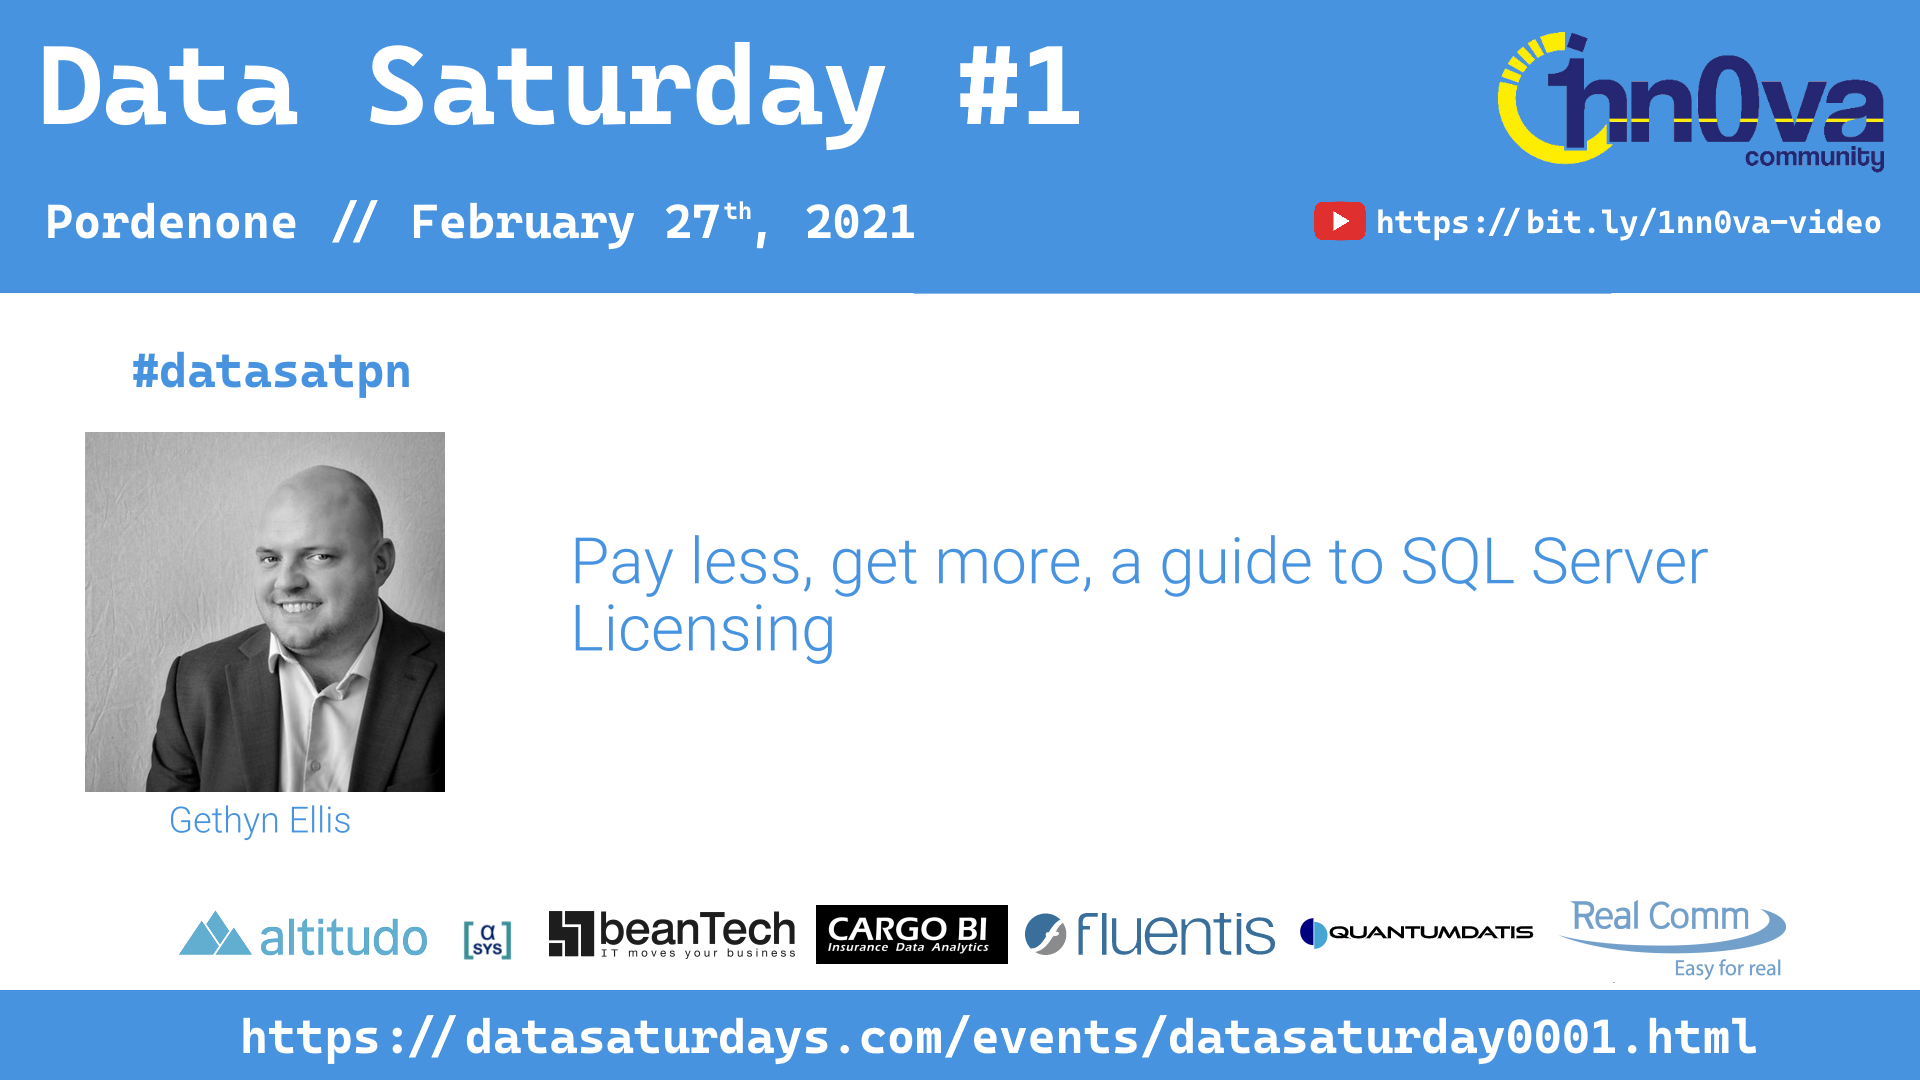 Data Saturday #1
1nn0va
community
Pordenone // February 27th, 2021
https://bit.ly/1nn0va-video
#datasatpn
Pay less, get more, a guide to SQL Server
Licensing
Gethyn Ellis
altitudo
[α
SYS]
beanTech
IT moves your business
CARGO BI
Insurance Data Analytics
fluentis
QUANTUMDATIS
Real Comm
Easy for real
https://datasaturdays.com/events/datasaturday0001.html